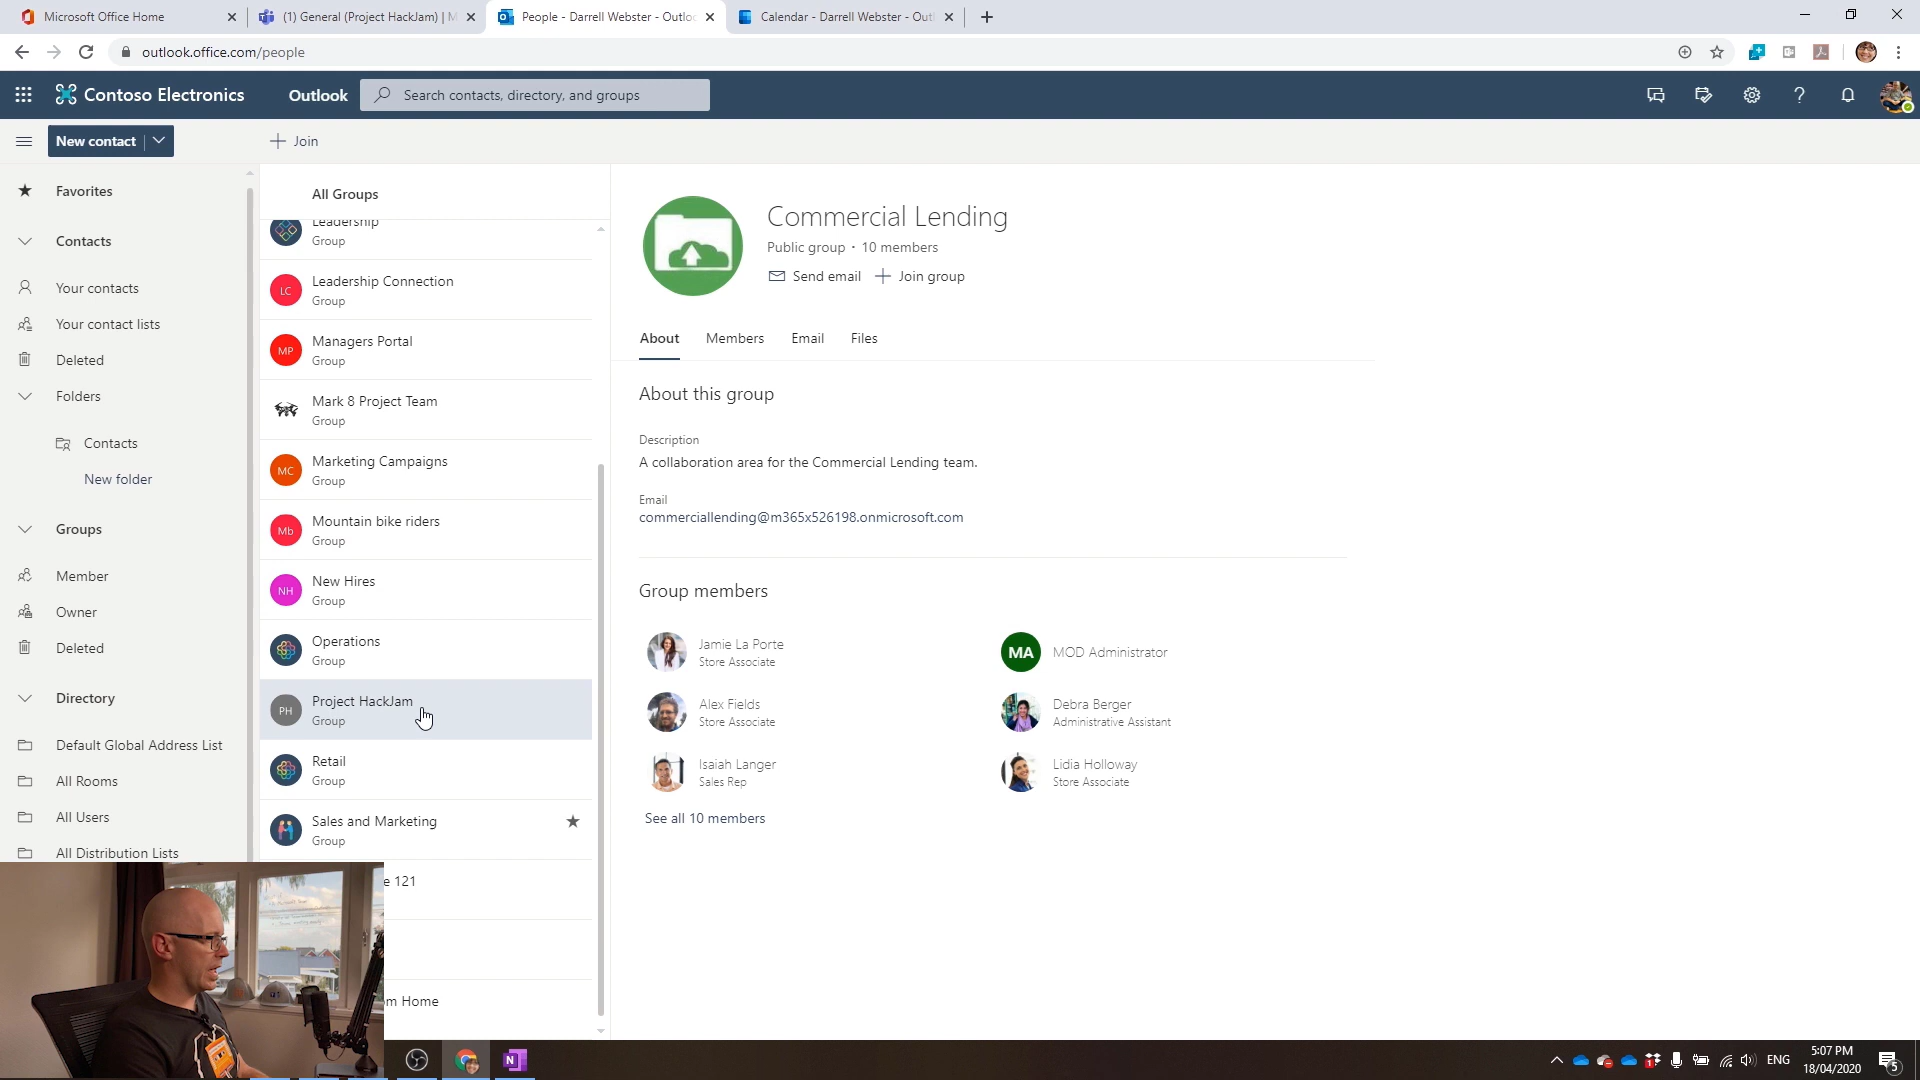 Microsoft Office Home
(1) General (Project HackJam) | M
People - Darrell Webster - Outloo
Calendar - Darrell Webster - Outl
outlook.office.com/people
Contoso Electronics
Outlook
Search contacts, directory, and groups
New contact
Join
Favorites
Contacts
Your contacts
Your contact lists
Deleted
Folders
Contacts
New folder
Groups
Member
Owner
Deleted
Directory
Default Global Address List
All Rooms
All Users
All Distribution Lists
All Groups
Leadership
Group
LC
Leadership Connection
Group
MP
Managers Portal
Group
Mark 8 Project Team
Group
MC
Marketing Campaigns
Group
Mb
Mountain bike riders
Group
NH
New Hires
Group
Operations
Group
PH
Project HackJam
Group
Retail
Group
Sales and Marketing
Group
e 121
m Home
Commercial Lending
Public group · 10 members
Send email
Join group
About
Members
Email
Files
About this group
Description
A collaboration area for the Commercial Lending team.
Email
commerciallending@m365x526198.onmicrosoft.com
Group members
Jamie La Porte
Store Associate
MA
MOD Administrator
Alex Fields
Store Associate
Debra Berger
Administrative Assistant
Isaiah Langer
Sales Rep
Lidia Holloway
Store Associate
See all 10 members
ENG
5:07 PM
18/04/2020
5